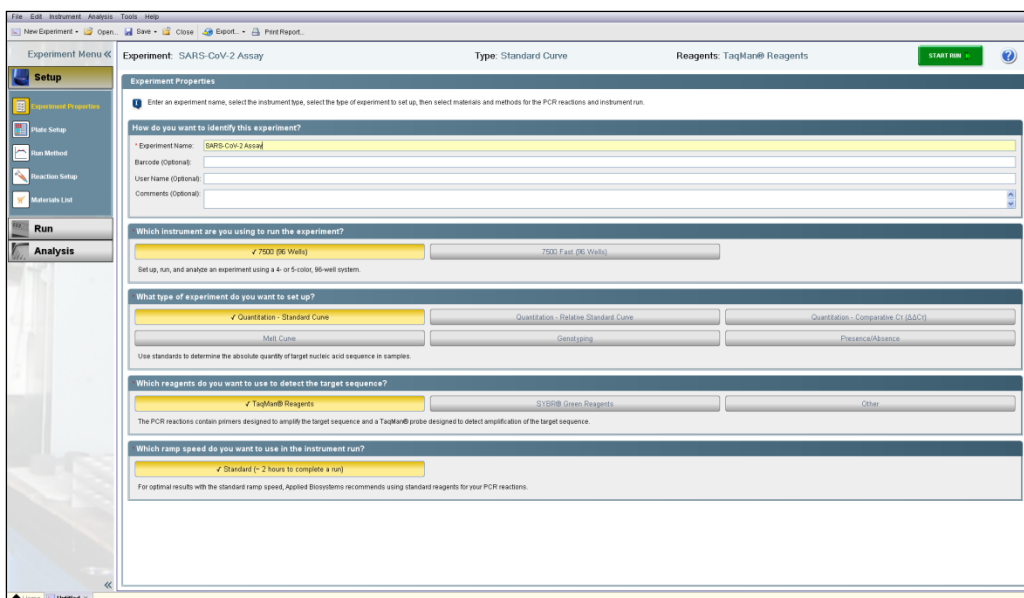 File Edit Instrument Analysis Tools Help
New Experiment Open... Save Close Export... Print Report...
Experiment Menu «
Experiment: SARS-CoV-2 Assay Type: Standard Curve Reagents: TaqMan® Reagents START RUN
Setup
Experiment Properties
Plate Setup
Run Method
Reaction Setup
Materials List
Run
Analysis
Experiment Properties
Enter an experiment name, select the instrument type, select the type of experiment to set up, then select materials and methods for the PCR reactions and instrument run.
How do you want to identify this experiment?
* Experiment Name: SARS-CoV-2 Assay
Barcode (Optional):
User Name (Optional):
Comments (Optional):
Which instrument are you using to run the experiment?
✓ 7500 (96 Wells) 7500 Fast (96 Wells)
Set up, run, and analyze an experiment using a 4- or 5-color, 96-well system.
What type of experiment do you want to set up?
✓ Quantitation - Standard Curve Quantitation - Relative Standard Curve Quantitation - Comparative CT (ΔΔCT)
Melt Curve Genotyping Presence/Absence
Use standards to determine the absolute quantity of target nucleic acid sequence in samples.
Which reagents do you want to use to detect the target sequence?
✓ TaqMan® Reagents SYBR® Green Reagents Other
The PCR reactions contain primers designed to amplify the target sequence and a TaqMan® probe designed to detect amplification of the target sequence.
Which ramp speed do you want to use in the instrument run?
✓ Standard (~ 2 hours to complete a run)
For optimal results with the standard ramp speed, Applied Biosystems recommends using standard reagents for your PCR reactions.
«
Home Untitled ×